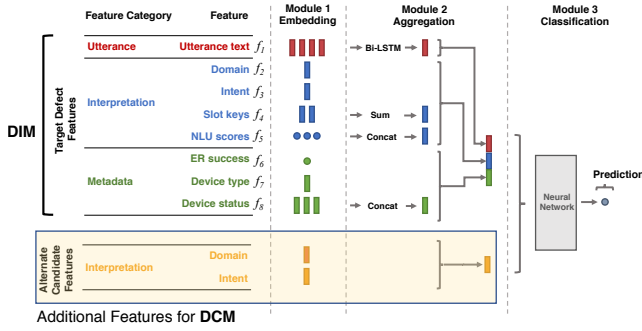 Feature Category Feature Module 1 Embedding Module 2 Aggregation Module 3 Classification
Utterance Utterance text f1 Bi-LSTM
Domain f2
Intent f3
Interpretation
Slot keys f4 Sum
NLU scores f5 Concat
ER success f6
Metadata Device type f7
Device status f8 Concat
DIM
Target Defect Features
Neural Network
Prediction
Alternate Candidate Features
Interpretation
Domain
Intent
Additional Features for DCM